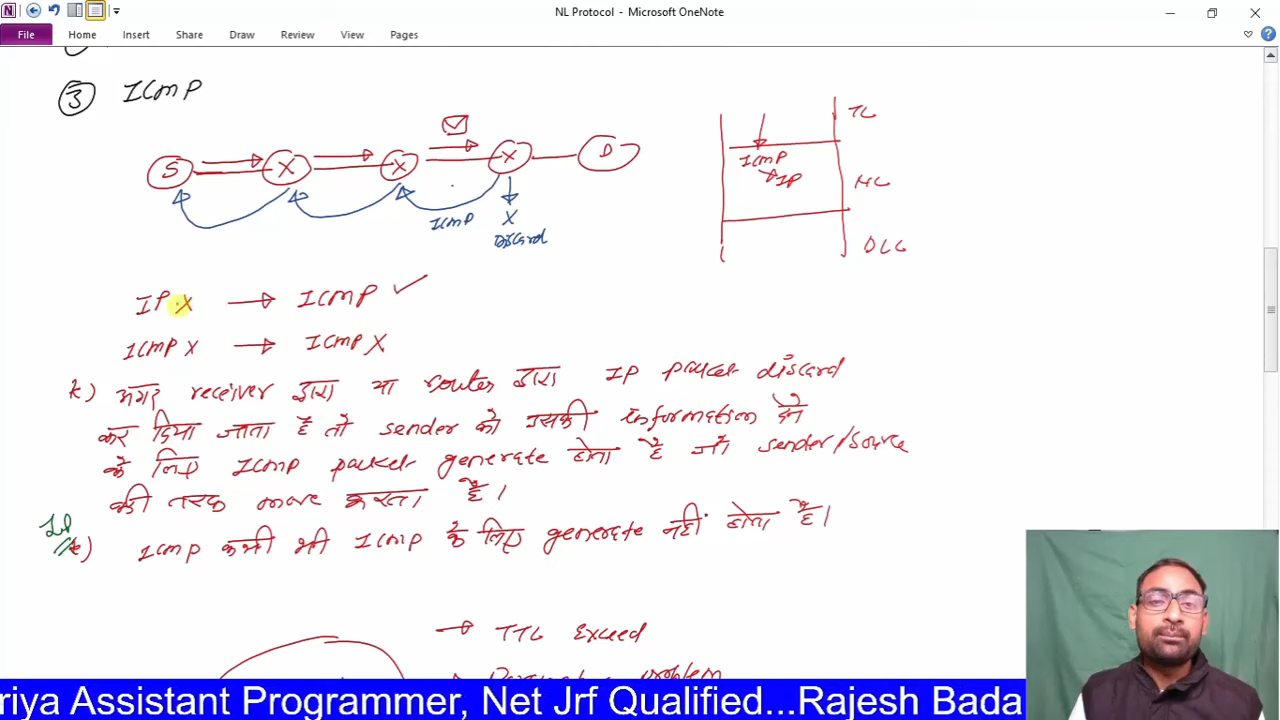 NL Protocol - Microsoft OneNote
File Home Insert Share Draw Review View Pages
③ ICMP
S X X X D
ICMP X
Discard
TL
ICMP
IP
NL
DLL
IP X → ICMP ✓
ICMP X → ICMP X
*) अगर receiver द्वारा या router द्वारा IP packet discard
कर दिया जाता है तो sender को उसकी information देने
के लिए ICMP packet generate होता है जो sender/source
की तरफ move करता है।
*) ICMP कभी भी ICMP के लिए generate नही होता है।
→ TTL Exceed
problem
riya Assistant Programmer, Net Jrf Qualified...Rajesh Bada